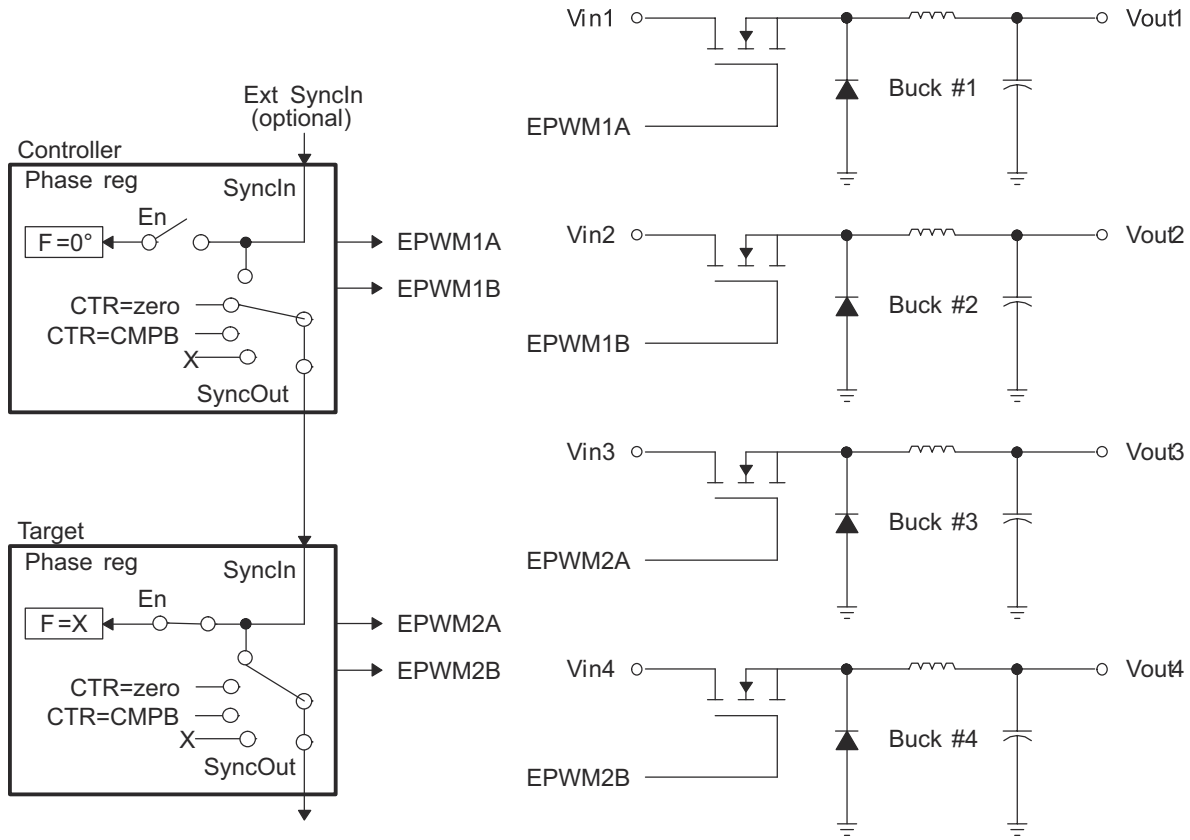 Ext SyncIn
(optional)
Controller
Phase reg
SyncIn
En
F=0°
EPWM1A
EPWM1B
CTR=zero
CTR=CMPB
X
SyncOut
Target
Phase reg
SyncIn
En
F=X
EPWM2A
EPWM2B
CTR=zero
CTR=CMPB
X
SyncOut
Vin1
Vout1
Buck #1
EPWM1A
Vin2
Vout2
Buck #2
EPWM1B
Vin3
Vout3
Buck #3
EPWM2A
Vin4
Vout4
Buck #4
EPWM2B